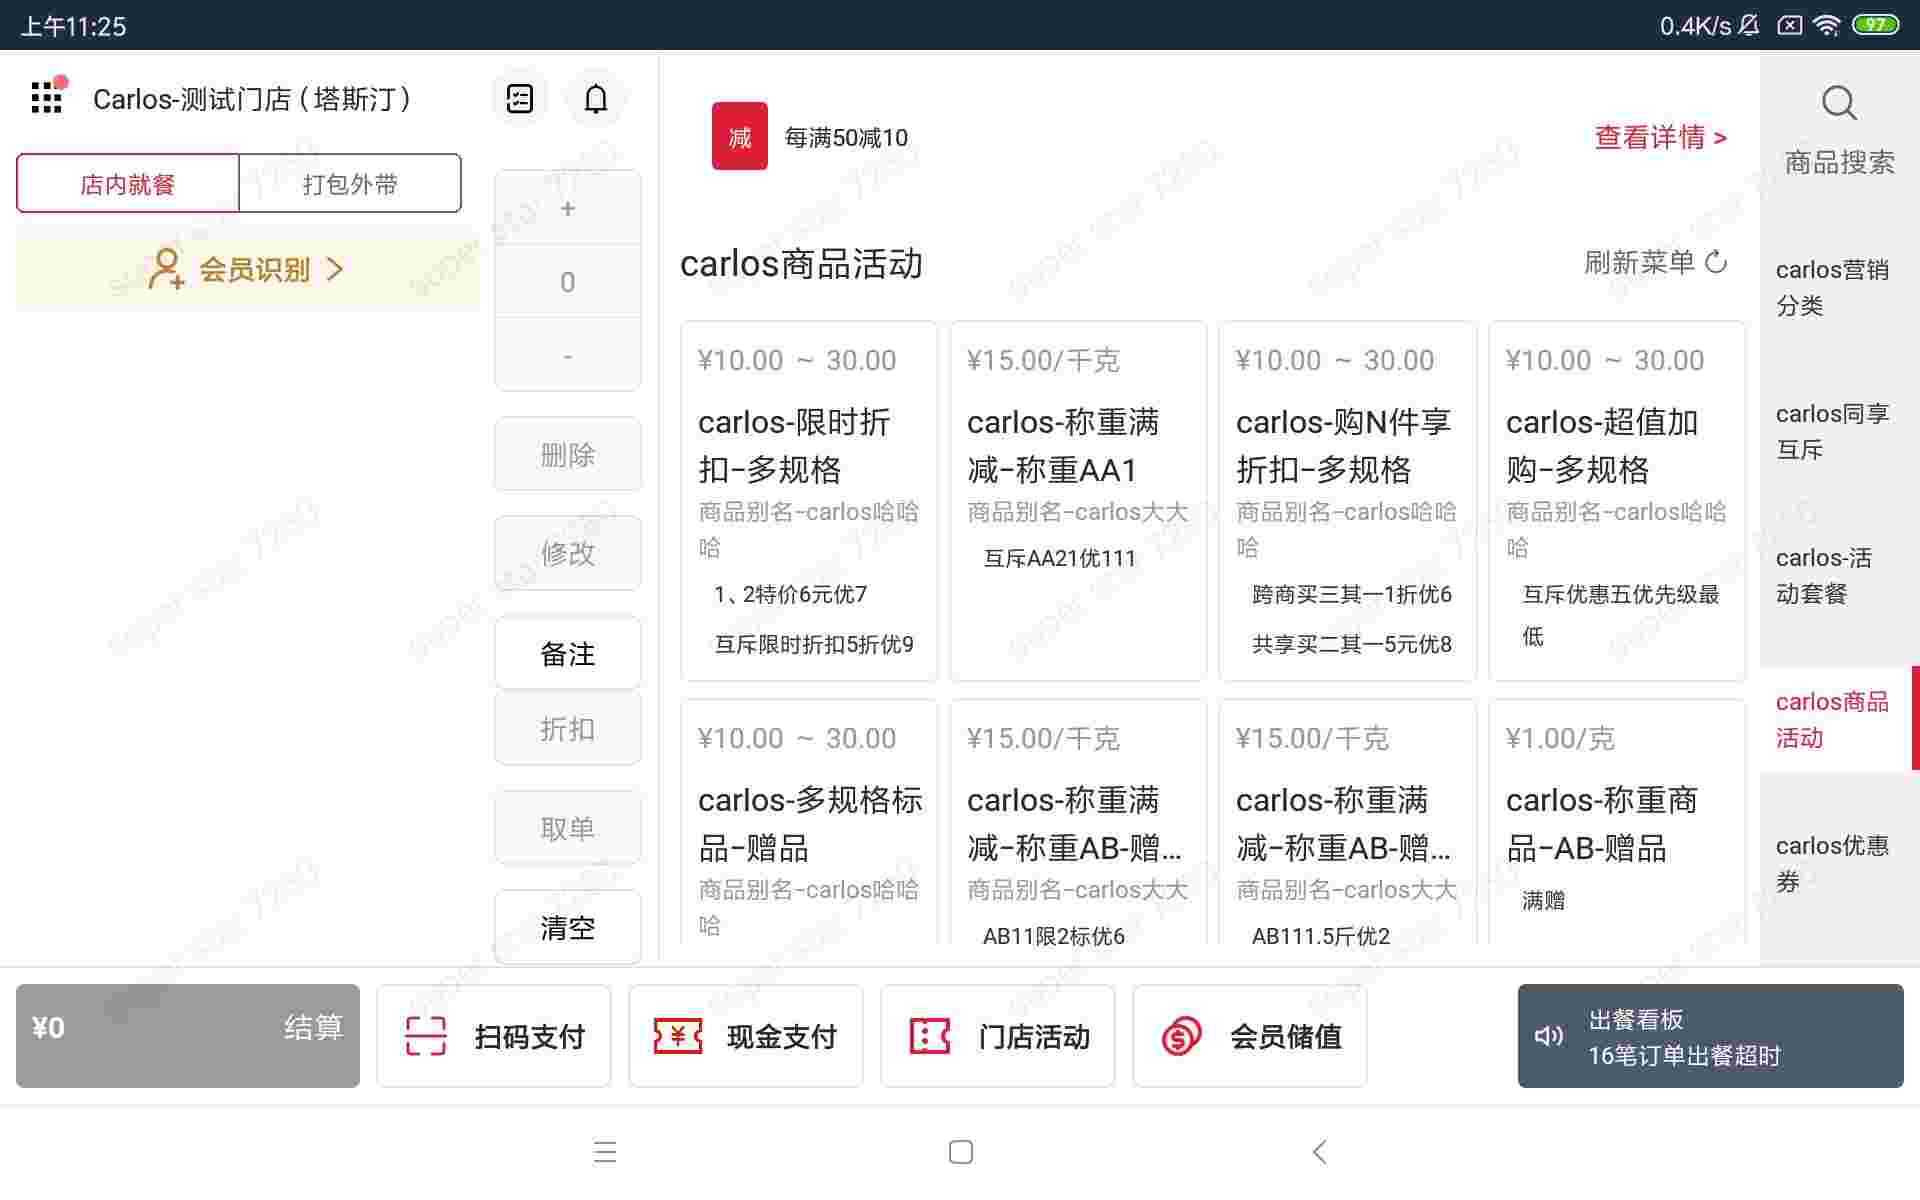 上午11:25
0.4K/s
97
Carlos-测试门店（塔斯汀）
店内就餐
打包外带
会员识别 >
+
0
-
删除
修改
备注
折扣
取单
清空
减
每满50减10
查看详情 >
carlos商品活动
刷新菜单
¥10.00 ~ 30.00
carlos-限时折
扣-多规格
商品别名-carlos哈哈
哈
1、2特价6元优7
互斥限时折扣5折优9
¥15.00/千克
carlos-称重满
减-称重AA1
商品别名-carlos大大
互斥AA21优111
¥10.00 ~ 30.00
carlos-购N件享
折扣-多规格
商品别名-carlos哈哈
哈
跨商买三其一1折优6
共享买二其一5元优8
¥10.00 ~ 30.00
carlos-超值加
购-多规格
商品别名-carlos哈哈
哈
互斥优惠五优先级最
低
¥10.00 ~ 30.00
carlos-多规格标
品-赠品
商品别名-carlos哈哈
哈
¥15.00/千克
carlos-称重满
减-称重AB-赠...
商品别名-carlos大大
AB11限2标优6
¥15.00/千克
carlos-称重满
减-称重AB-赠...
商品别名-carlos大大
AB111.5斤优2
¥1.00/克
carlos-称重商
品-AB-赠品
满赠
商品搜索
carlos营销
分类
carlos同享
互斥
carlos-活
动套餐
carlos商品
活动
carlos优惠
券
¥0
结算
扫码支付
现金支付
门店活动
会员储值
出餐看板
16笔订单出餐超时